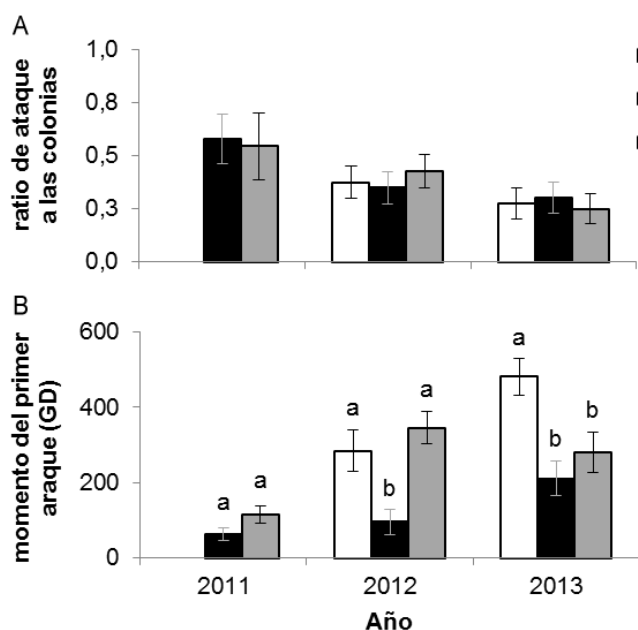 A
ratio de ataque
a las colonias
1,0
0,8
0,5
0,3
0,0
B
momento del primer
araque (GD)
600
400
200
0
a a
a b a
a b b
2011 2012 2013
Año